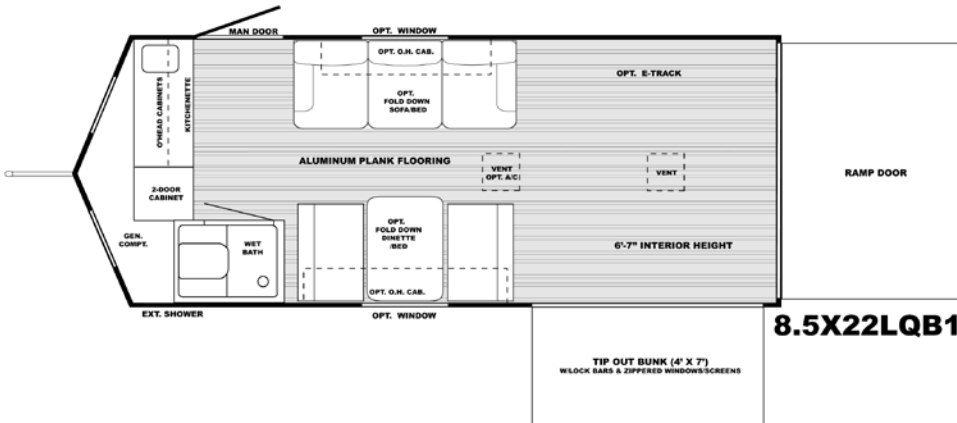 MAN DOOR
OPT. WINDOW
OPT. O.H. CAB.
OPT. E-TRACK
O'HEAD CABINETS
KITCHENETTE
OPT.
FOLD DOWN
SOFA/BED
ALUMINUM PLANK FLOORING
VENT
OPT. A/C
VENT
RAMP DOOR
2-DOOR
CABINET
GEN.
COMPT.
WET
BATH
OPT.
FOLD DOWN
DINETTE
/BED
6'-7" INTERIOR HEIGHT
OPT. O.H. CAB.
EXT. SHOWER
OPT. WINDOW
8.5X22LQB1
TIP OUT BUNK (4' X 7')
W/LOCK BARS & ZIPPERED WINDOWS/SCREENS